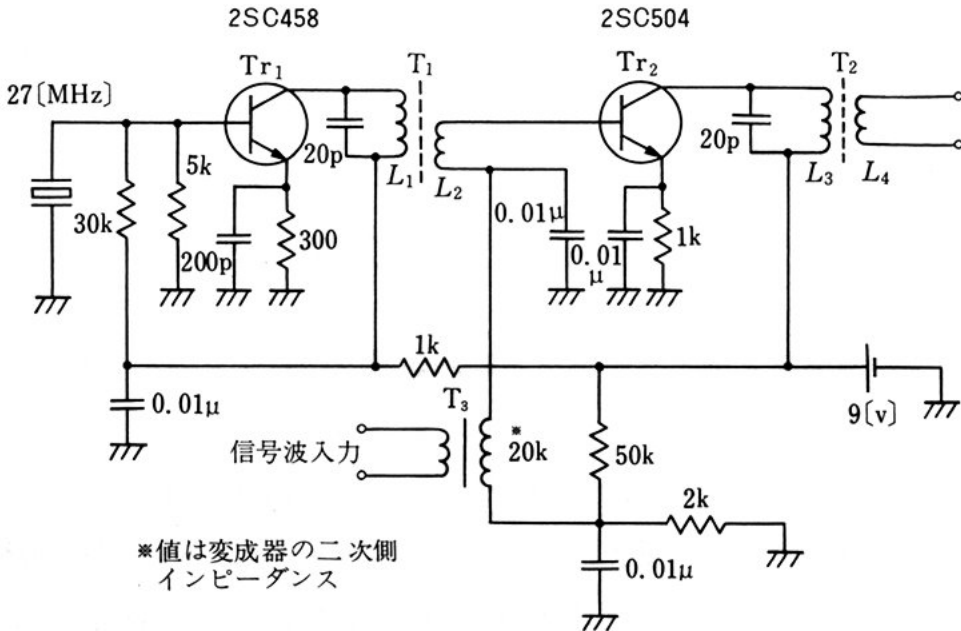 2SC458
2SC504
Tr₁
T₁
Tr₂
T₂
27〔MHz〕
20p
20p
5k
L₁
L₂
L₃
L₄
30k
0.01μ
200p
300
0.01
μ
1k
1k
0.01μ
T₃
9〔v〕
信号波入力
※
20k
50k
2k
※値は変成器の二次側
インピーダンス
0.01μ